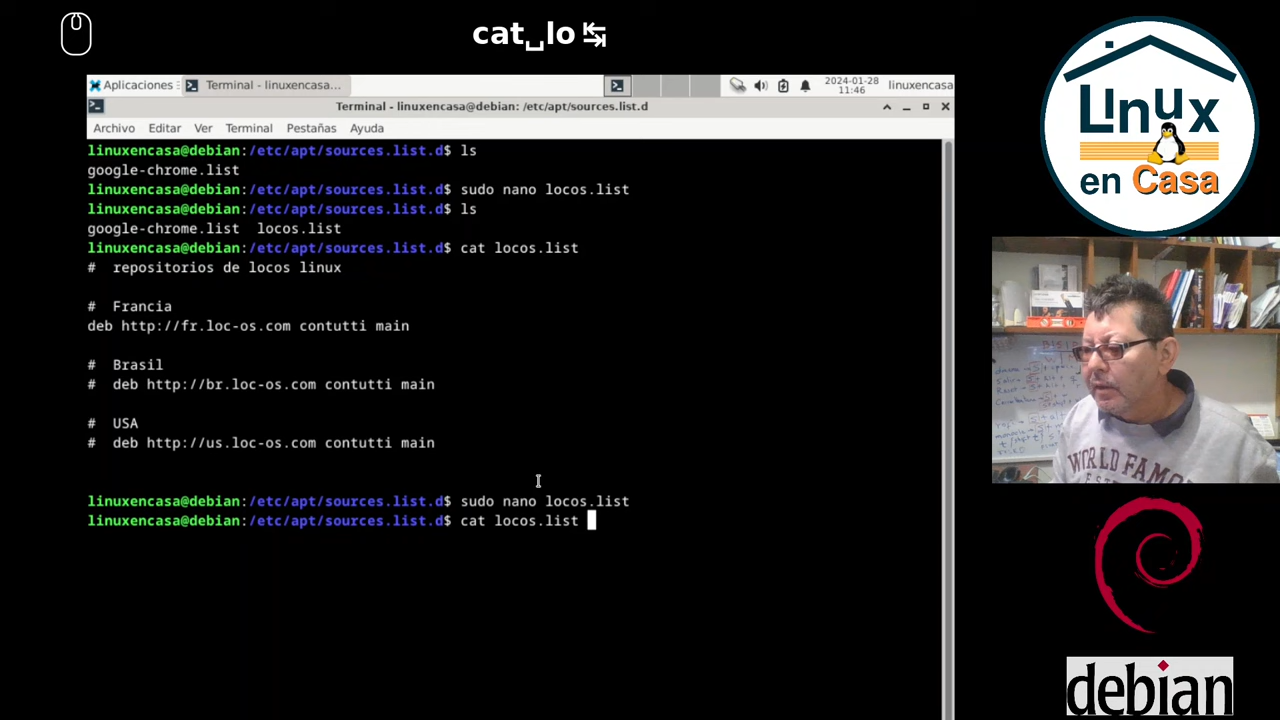 cat␣lo ↹
Aplicaciones
Terminal - linuxencasa...
2024-01-28
11:46
linuxencasa
Terminal - linuxencasa@debian: /etc/apt/sources.list.d
Archivo Editar Ver Terminal Pestañas Ayuda
linuxencasa@debian:/etc/apt/sources.list.d$ ls
google-chrome.list
linuxencasa@debian:/etc/apt/sources.list.d$ sudo nano locos.list
linuxencasa@debian:/etc/apt/sources.list.d$ ls
google-chrome.list  locos.list
linuxencasa@debian:/etc/apt/sources.list.d$ cat locos.list
#  repositorios de locos linux
#  Francia
deb http://fr.loc-os.com contutti main
#  Brasil
#  deb http://br.loc-os.com contutti main
#  USA
#  deb http://us.loc-os.com contutti main
linuxencasa@debian:/etc/apt/sources.list.d$ sudo nano locos.list
linuxencasa@debian:/etc/apt/sources.list.d$ cat locos.list
Linux
en Casa
WORLD FAMOU
debian